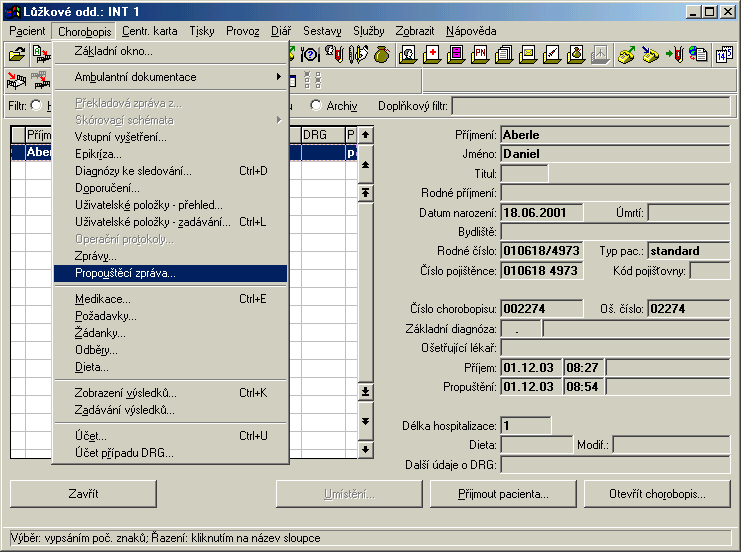 Lůžkové odd.: INT 1
Pacient Chorobopis Centr. karta Tisky Provoz Diář Sestavy Služby Zobrazit Nápověda
Základní okno...
Ambulantní dokumentace
Překladová zpráva z...
Skórovací schémata
Vstupní vyšetření...
Epikríza...
Diagnózy ke sledování... Ctrl+D
Doporučení...
Uživatelské položky - přehled...
Uživatelské položky - zadávání... Ctrl+L
Operační protokoly...
Zprávy...
Propouštěcí zpráva...
Medikace... Ctrl+E
Požadavky...
Žádanky...
Odběry...
Dieta...
Zobrazení výsledků... Ctrl+K
Zadávání výsledků...
Účet... Ctrl+U
Účet případu DRG...
Filtr: Archiv Doplňkový filtr:
Příjm DRG P
Aber p
Příjmení: Aberle
Jméno: Daniel
Titul:
Rodné příjmení:
Datum narození: 18.06.2001 Úmrtí:
Bydliště:
Rodné číslo: 010618/4973 Typ pac.: standard
Číslo pojištěnce: 010618 4973 Kód pojišťovny:
Číslo chorobopisu: 002274 Oš. číslo: 02274
Základní diagnóza: .
Ošetřující lékař:
Příjem: 01.12.03 08:27
Propuštění: 01.12.03 08:54
Délka hospitalizace: 1
Dieta: Modif.:
Další údaje o DRG:
Zavřít Umístění... Přijmout pacienta... Otevřít chorobopis...
Výběr: vypsáním poč. znaků; Řazení: kliknutím na název sloupce